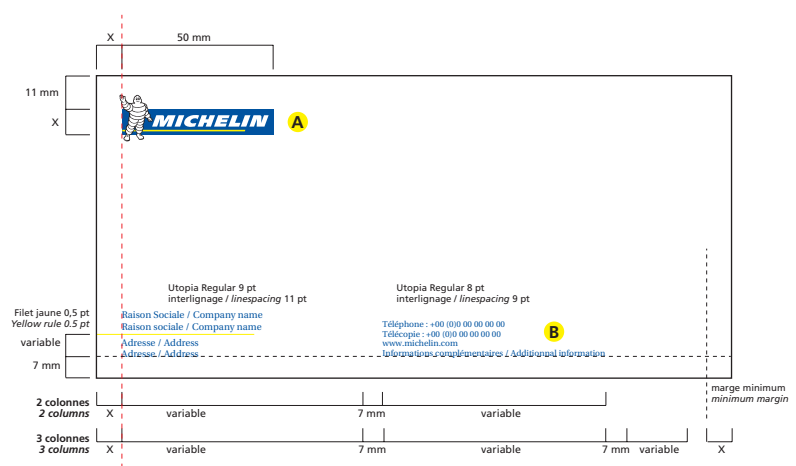 X 50 mm
11 mm
X
MICHELIN
A
Utopia Regular 9 pt
interlignage / linespacing 11 pt
Utopia Regular 8 pt
interlignage / linespacing 9 pt
Filet jaune 0,5 pt
Yellow rule 0.5 pt
variable
7 mm
Raison Sociale / Company name
Raison sociale / Company name
Adresse / Address
Adresse / Address
Téléphone : +00 (0)0 00 00 00 00
Télécopie : +00 (0)0 00 00 00 00
www.michelin.com
Informations complémentaires / Additionnal information
B
marge minimum
minimum margin
2 colonnes
2 columns
X variable 7 mm variable
3 colonnes
3 columns
X variable 7 mm variable 7 mm variable X